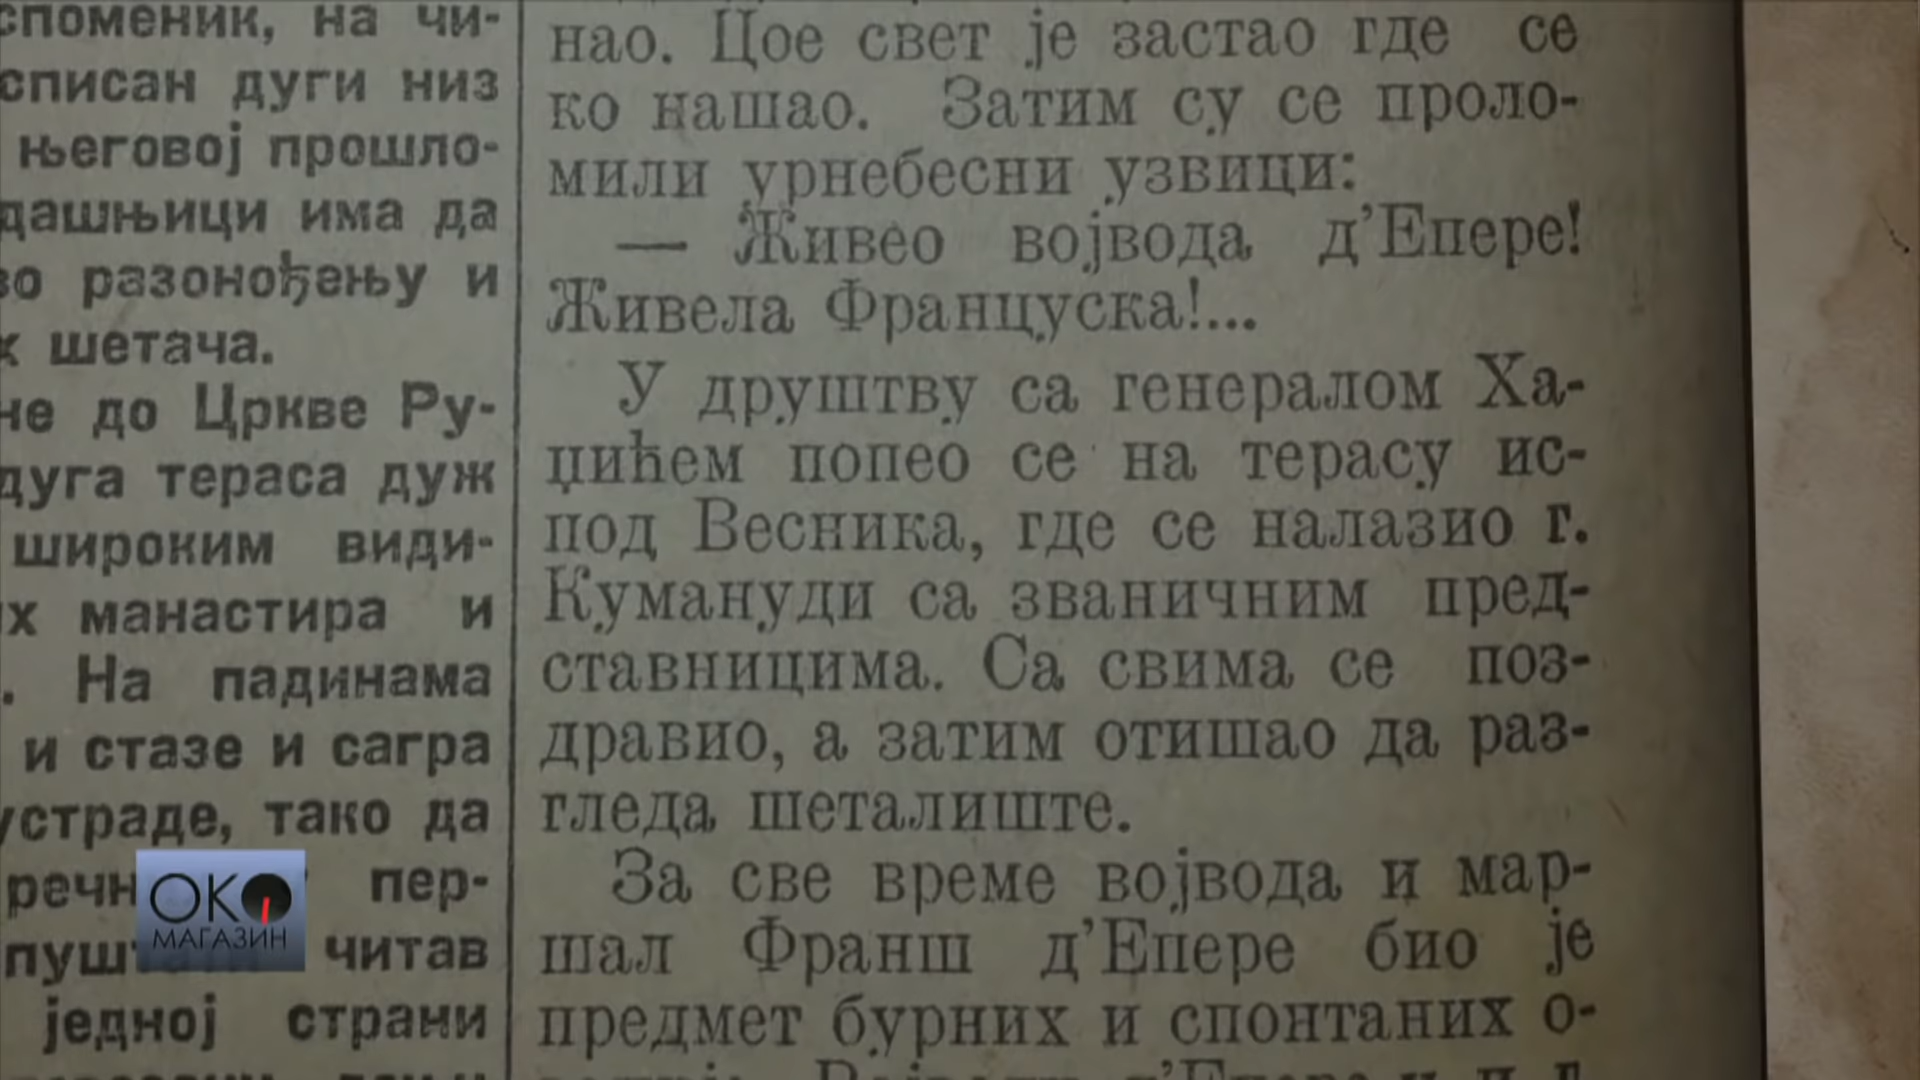 споменик, на чи-
списан дуги низ
његовој прошло-
дашњици има да
разонођењу и
шетача.
не до Цркве Ру-
дуга тераса дуж
широким види-
их манастира и
На падинама
и стазе и сагра
устраде, тако да
речн пер-
пушт читав
једној страни
нао. Цое свет је застао где се
ко нашао. Затим су се проло-
мили урнебесни узвици:
— Живео војвода д'Епере!
Живела Француска!...
У друштву са генералом Ха-
џићем попео се на терасу ис-
под Весника, где се налазио г.
Кумануди са званичним пред-
ставницима. Са свима се поз-
дравио, а затим отишао да раз-
гледа шеталиште.
За све време војвода и мар-
шал Франш д'Епере био је
предмет бурних и спонтаних о-
ОКО
МАГАЗИН